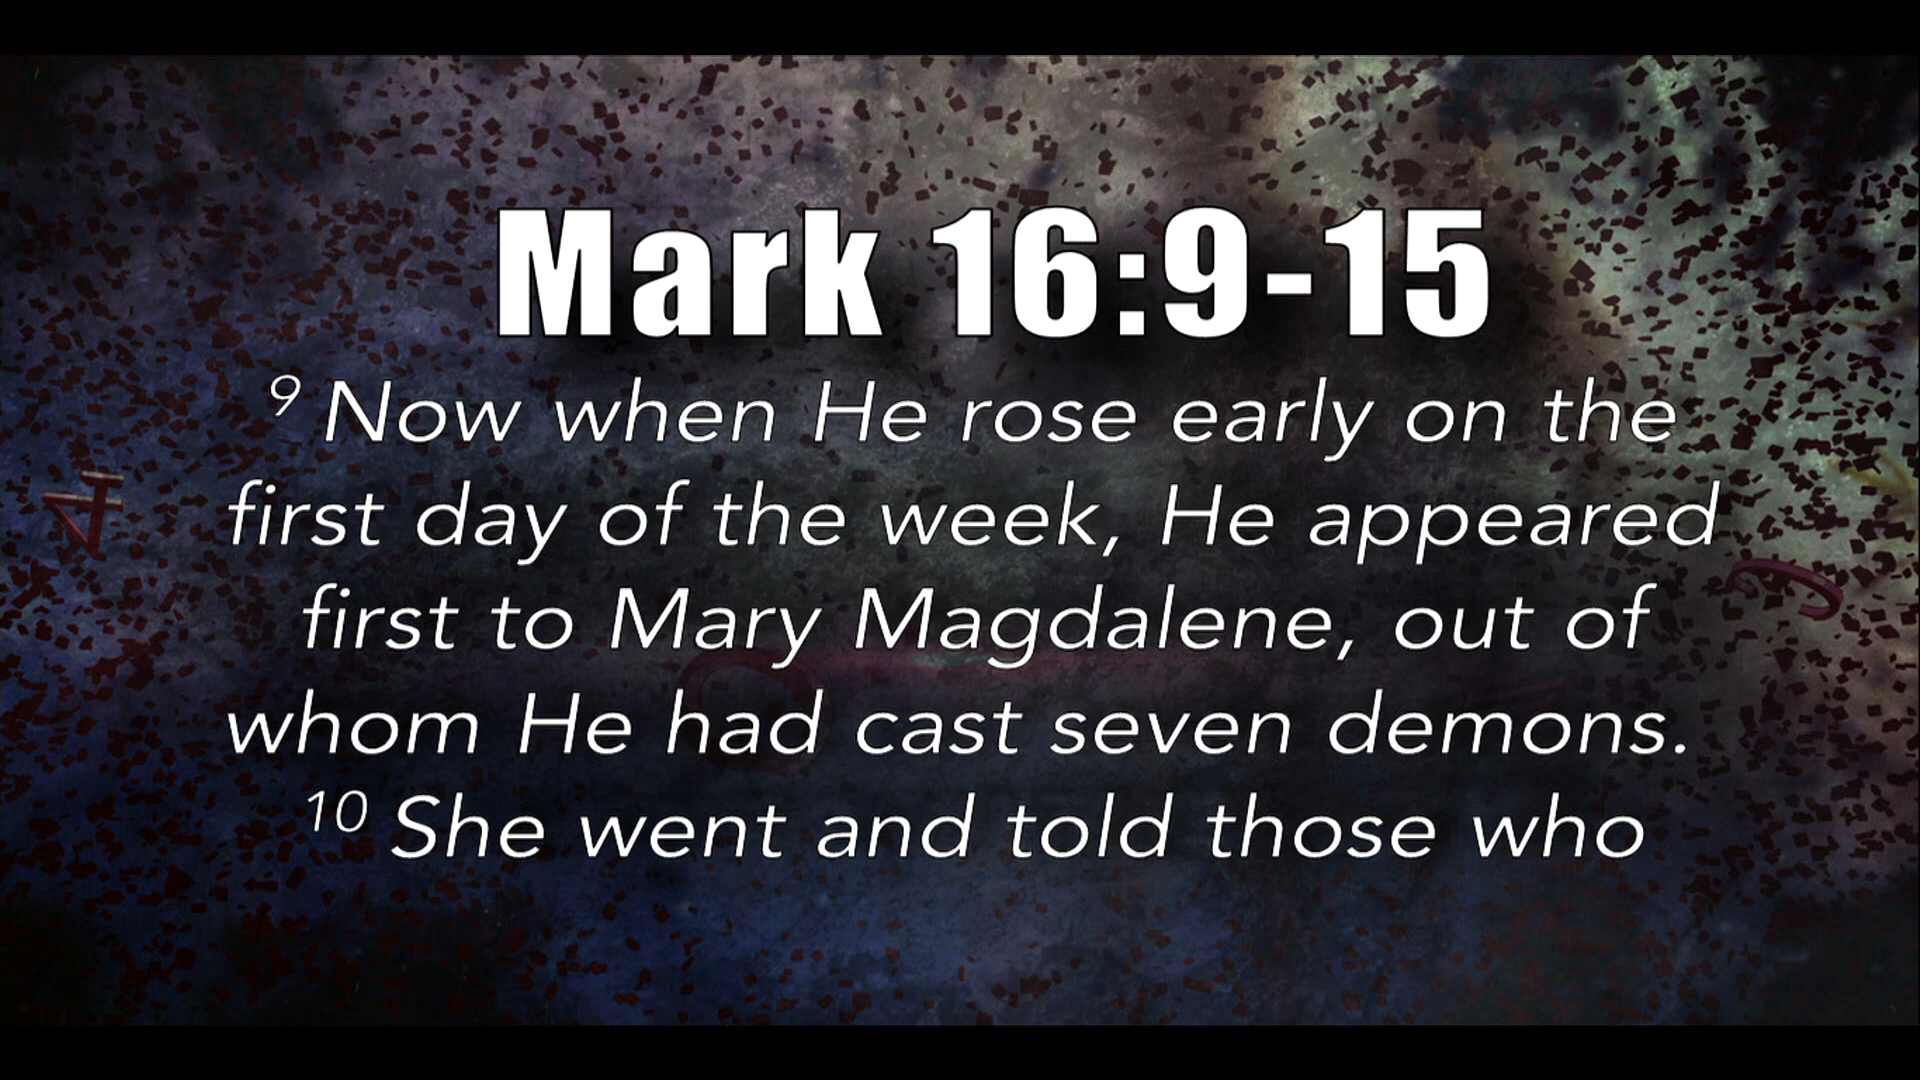 Mark 16:9-15
9 Now when He rose early on the
first day of the week, He appeared
first to Mary Magdalene, out of
whom He had cast seven demons.
10 She went and told those who